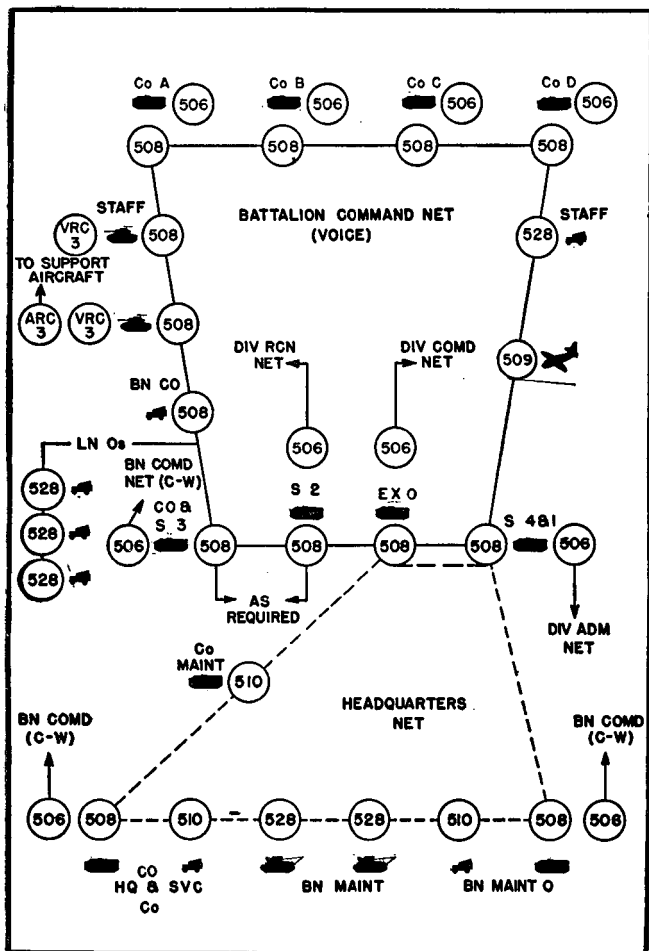 Co A
Co B
Co C
Co D
506
506
506
506
508
508
508
508
STAFF
VRC 3
508
BATTALION COMMAND NET
(VOICE)
STAFF
528
TO SUPPORT
AIRCRAFT
ARC 3
VRC 3
508
509
DIV RCN
NET
DIV COMD
NET
BN CO
508
506
506
LN Os
528
528
528
BN COMD
NET (C-W)
CO &
S 3
506
508
S 2
508
EX O
508
508
S 4&1
506
AS
REQUIRED
DIV ADM
NET
Co
MAINT
510
HEADQUARTERS
NET
BN COMD
(C-W)
BN COMD
(C-W)
506
508
510
528
528
510
508
506
CO
HQ & SVC
Co
BN MAINT
BN MAINT O